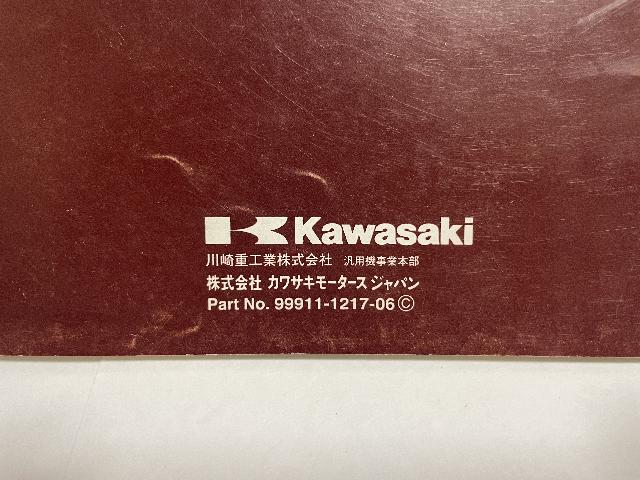 Kawasaki
川崎重工業株式会社 汎用機事業本部
株式会社 カワサキモータース ジャパン
Part No. 99911-1217-06©